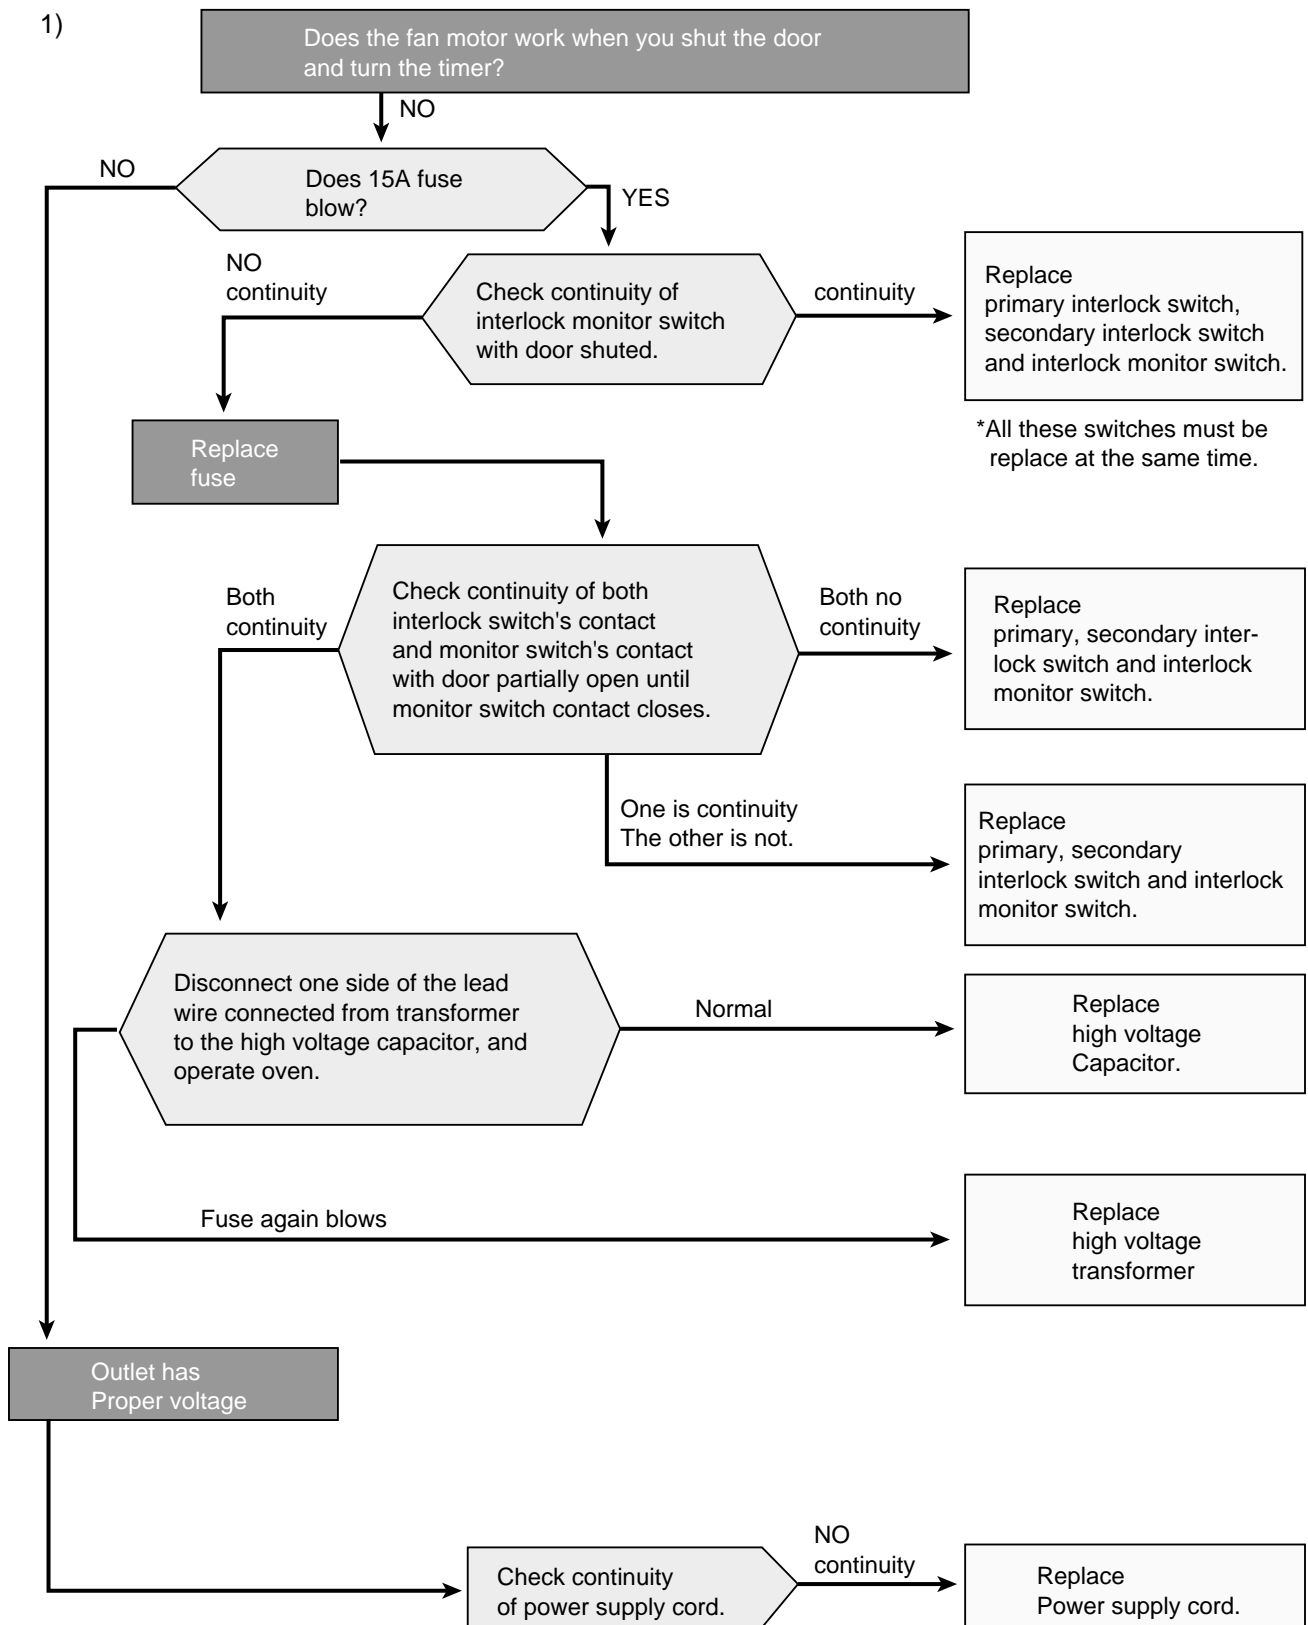 1)
Does the fan motor work when you shut the door
and turn the timer?
NO
NO
Does 15A fuse
blow?
YES
NO
continuity
Check continuity of
interlock monitor switch
with door shuted.
continuity
Replace
primary interlock switch,
secondary interlock switch
and interlock monitor switch.
*All these switches must be
replace at the same time.
Replace
fuse
Both
continuity
Check continuity of both
interlock switch's contact
and monitor switch's contact
with door partially open until
monitor switch contact closes.
Both no
continuity
Replace
primary, secondary inter-
lock switch and interlock
monitor switch.
One is continuity
The other is not.
Replace
primary, secondary
interlock switch and interlock
monitor switch.
Disconnect one side of the lead
wire connected from transformer
to the high voltage capacitor, and
operate oven.
Normal
Replace
high voltage
Capacitor.
Fuse again blows
Replace
high voltage
transformer
Outlet has
Proper voltage
Check continuity
of power supply cord.
NO
continuity
Replace
Power supply cord.